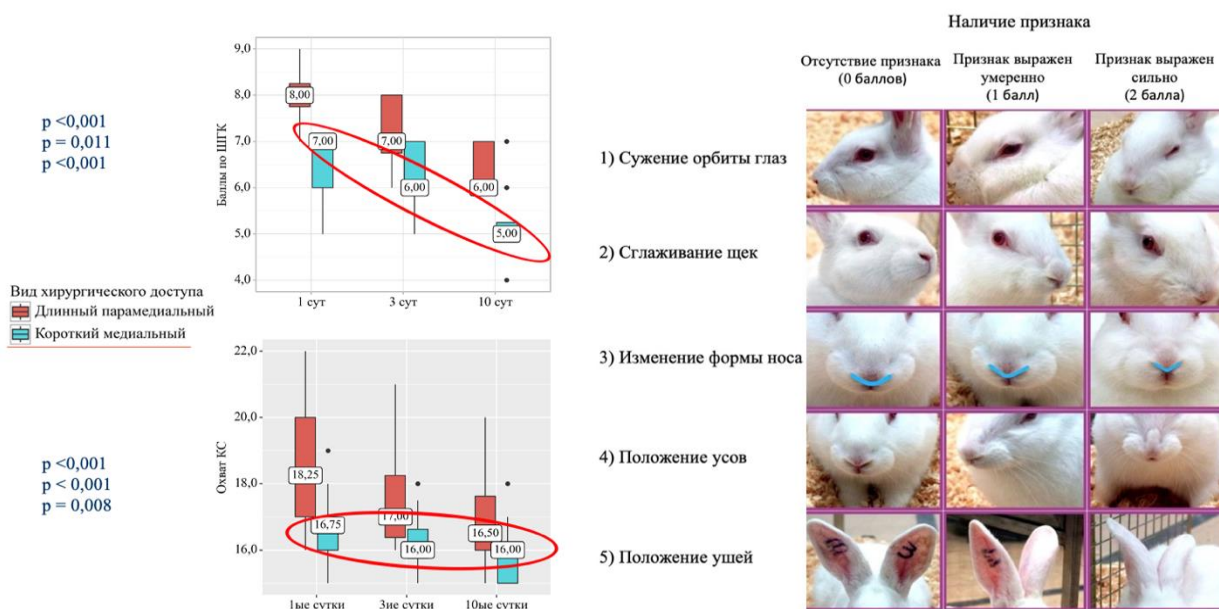 p <0,001
p = 0,011
p <0,001
Баллы по ШГК
9,0
8,0
7,0
6,0
5,0
4,0
8,00
7,00
7,00
6,00
6,00
5,00
1 сут
3 сут
10 сут
Вид хирургического доступа
Длинный парамедиальный
Короткий медиальный
p <0,001
p < 0,001
p = 0,008
Охват КС
22,0
20,0
18,0
16,0
18,25
16,75
17,00
16,00
16,50
16,00
1ые сутки
3ие сутки
10ые сутки
Наличие признака
Отсутствие признака
(0 баллов)
Признак выражен
умеренно
(1 балл)
Признак выражен
сильно
(2 балла)
1) Сужение орбиты глаз
2) Сглаживание щек
3) Изменение формы носа
4) Положение усов
5) Положение ушей